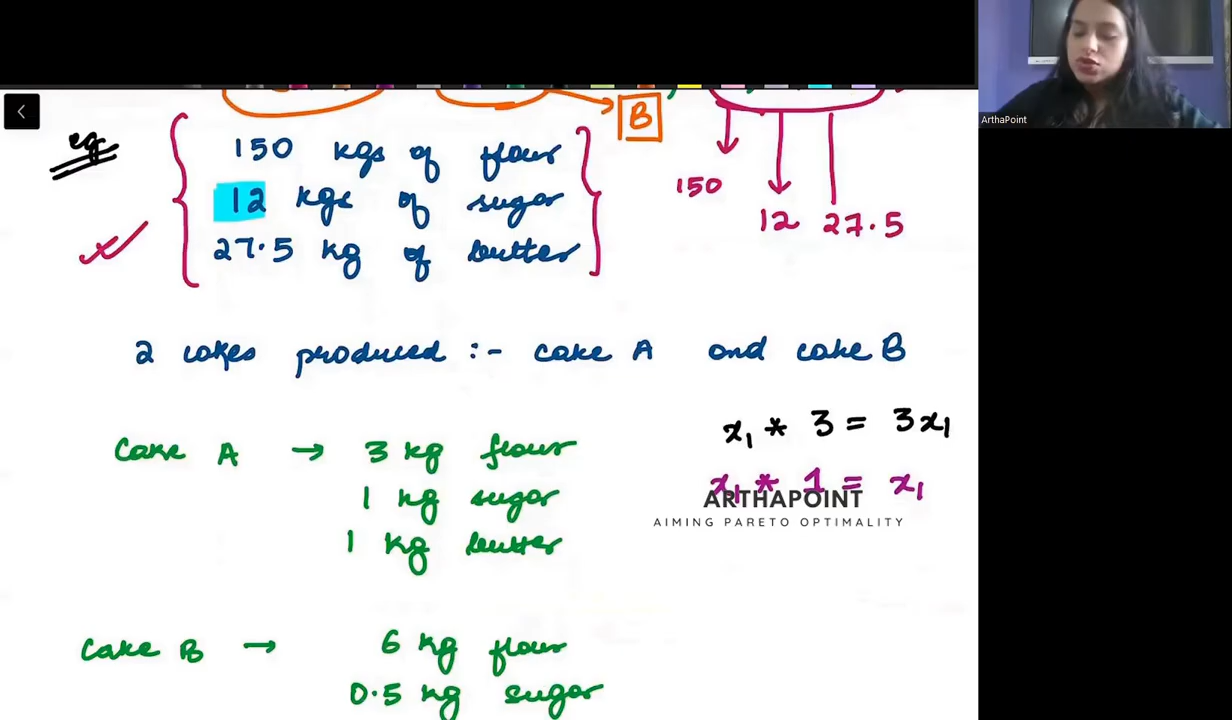 ArthaPoint
B
eg
150 kgs of flour
12 kgs of sugar
27.5 kg of butter
150
12 27.5
2 cakes produced :- cake A and cake B
x₁ * 3 = 3x₁
x₁ * 1 = x₁
ARTHAPOINT
AIMING PARETO OPTIMALITY
Cake A → 3 kg flour
1 kg sugar
1 kg butter
Cake B → 6 kg flour
0.5 kg sugar